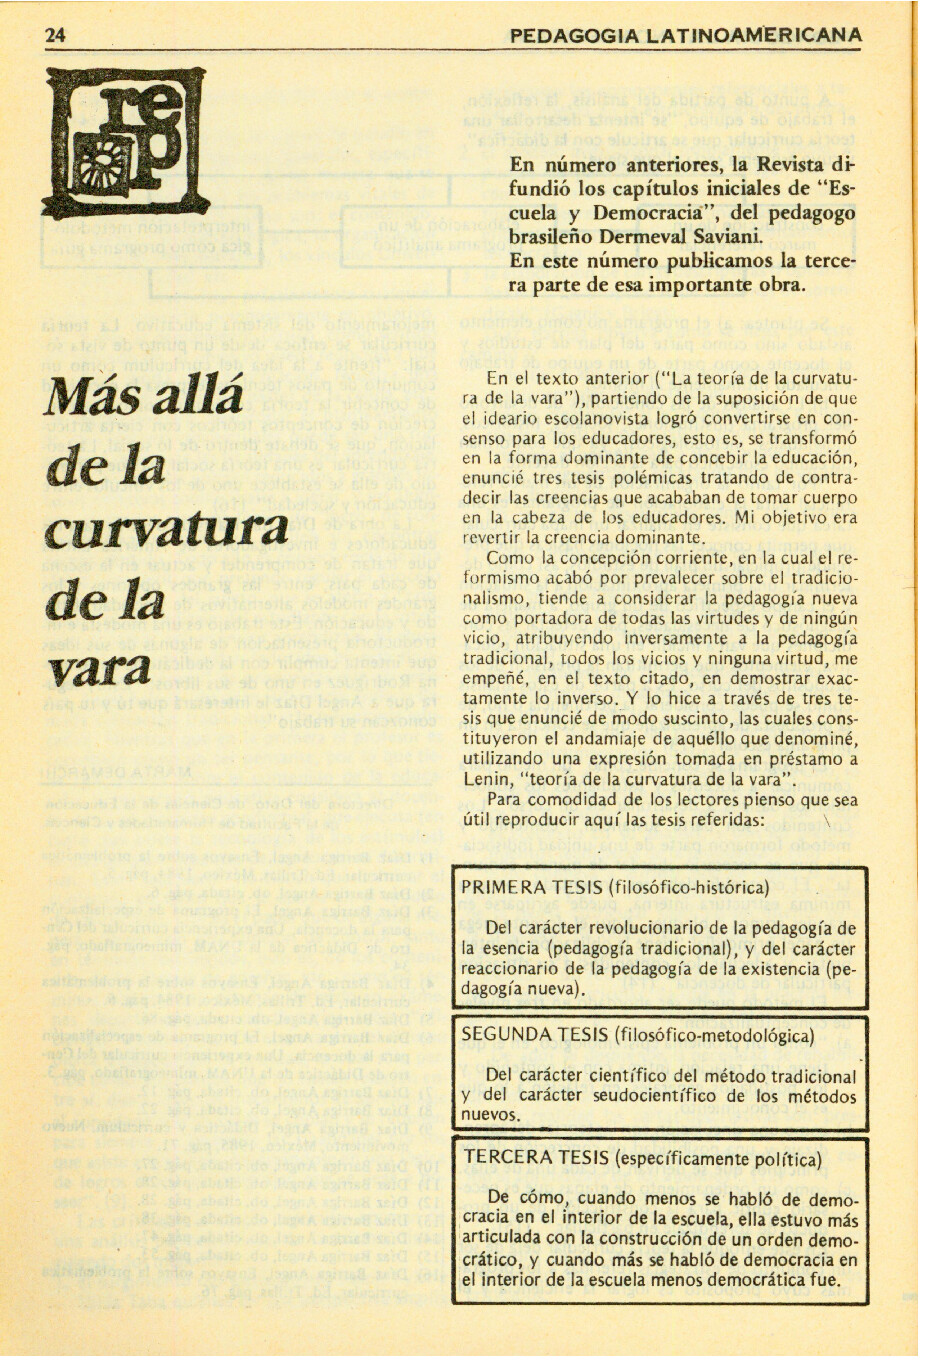 24
PEDAGOGIA LATINOAMERICANA
rep
En número anteriores, la Revista di-
fundió los capítulos iniciales de “Es-
cuela y Democracia”, del pedagogo
brasileño Dermeval Saviani.
En este número publicamos la terce-
ra parte de esa importante obra.
Más allá
de la
curvatura
de la
vara
En el texto anterior (“La teoría de la curvatu-
ra de la vara”), partiendo de la suposición de que
el ideario escolanovista logró convertirse en con-
senso para los educadores, esto es, se transformó
en la forma dominante de concebir la educación,
enuncié tres tesis polémicas tratando de contra-
decir las creencias que acababan de tomar cuerpo
en la cabeza de los educadores. Mi objetivo era
revertir la creencia dominante.
Como la concepción corriente, en la cual el re-
formismo acabó por prevalecer sobre el tradicio-
nalismo, tiende a considerar la pedagogía nueva
como portadora de todas las virtudes y de ningún
vicio, atribuyendo inversamente a la pedagogía
tradicional, todos los vicios y ninguna virtud, me
empeñé, en el texto citado, en demostrar exac-
tamente lo inverso. Y lo hice a través de tres te-
sis que enuncié de modo suscinto, las cuales cons-
tituyeron el andamiaje de aquéllo que denominé,
utilizando una expresión tomada en préstamo a
Lenin, “teoría de la curvatura de la vara”.
Para comodidad de los lectores pienso que sea
útil reproducir aquí las tesis referidas:
PRIMERA TESIS (filosófico-histórica)
Del carácter revolucionario de la pedagogía de
la esencia (pedagogía tradicional), y del carácter
reaccionario de la pedagogía de la existencia (pe-
dagogía nueva).
SEGUNDA TESIS (filosófico-metodológica)
Del carácter científico del método tradicional
y del carácter seudocientífico de los métodos
nuevos.
TERCERA TESIS (específicamente política)
De cómo, cuando menos se habló de demo-
cracia en el interior de la escuela, ella estuvo más
articulada con la construcción de un orden demo-
crático, y cuando más se habló de democracia en
el interior de la escuela menos democrática fue.